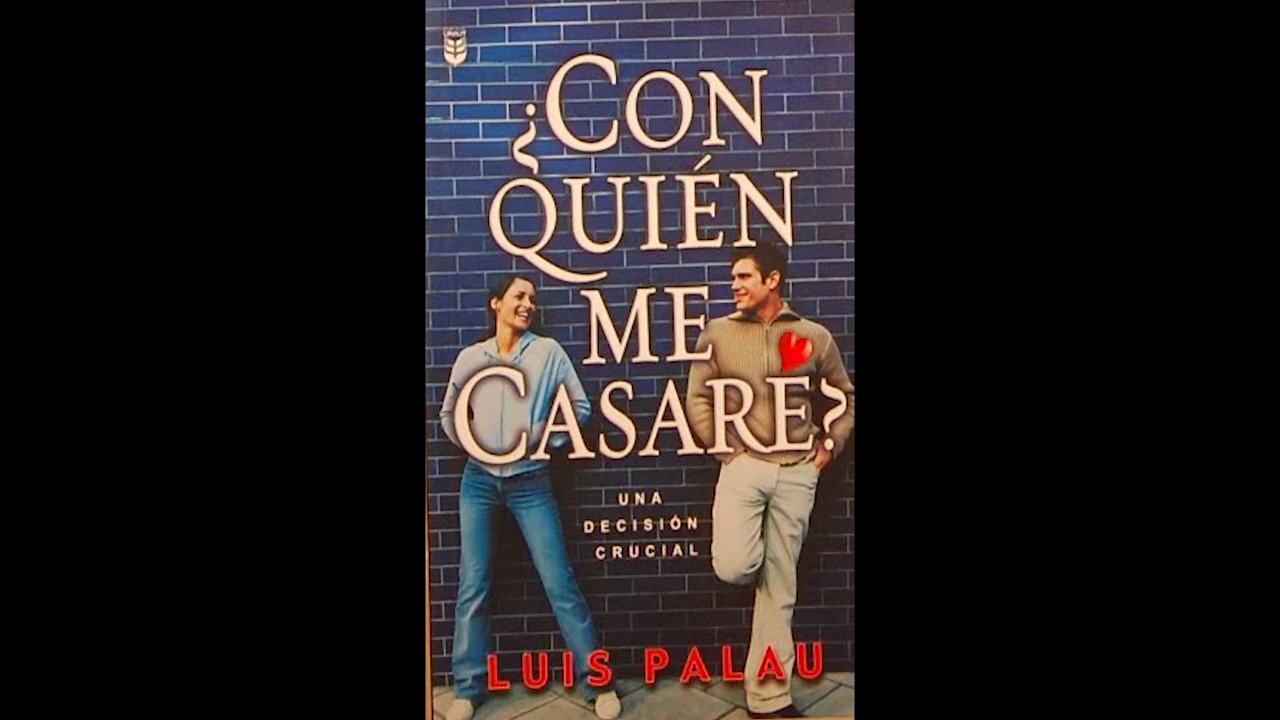 ¿CON
QUIÉN
ME
CASARE?
UNA
DECISIÓN
CRUCIAL
LUIS PALAU